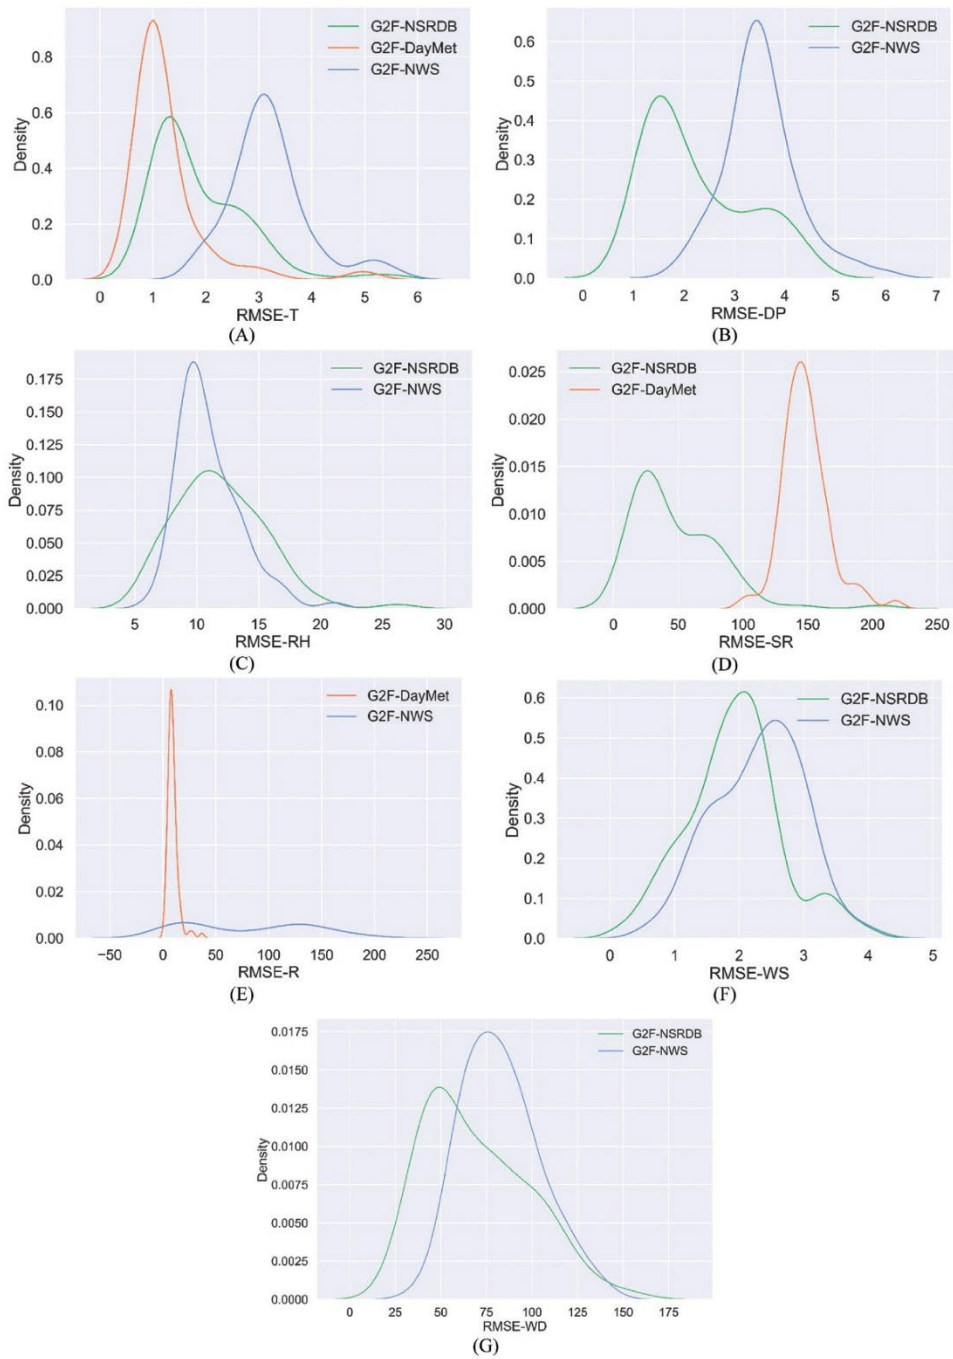 G2F-NSRDB
G2F-DayMet
G2F-NWS
0.8
0.6
0.4
0.2
0.0
Density
0 1 2 3 4 5 6
RMSE-T
(A)
G2F-NSRDB
G2F-NWS
0.6
0.5
0.4
0.3
0.2
0.1
0.0
Density
0 1 2 3 4 5 6 7
RMSE-DP
(B)
G2F-NSRDB
G2F-NWS
0.175
0.150
0.125
0.100
0.075
0.050
0.025
0.000
Density
5 10 15 20 25 30
RMSE-RH
(C)
G2F-NSRDB
G2F-DayMet
0.025
0.020
0.015
0.010
0.005
0.000
Density
0 50 100 150 200 250
RMSE-SR
(D)
G2F-DayMet
G2F-NWS
0.10
0.08
0.06
0.04
0.02
0.00
Density
−50 0 50 100 150 200 250
RMSE-R
(E)
G2F-NSRDB
G2F-NWS
0.6
0.5
0.4
0.3
0.2
0.1
0.0
Density
0 1 2 3 4 5
RMSE-WS
(F)
G2F-NSRDB
G2F-NWS
0.0175
0.0150
0.0125
0.0100
0.0075
0.0050
0.0025
0.0000
Density
0 25 50 75 100 125 150 175
RMSE-WD
(G)